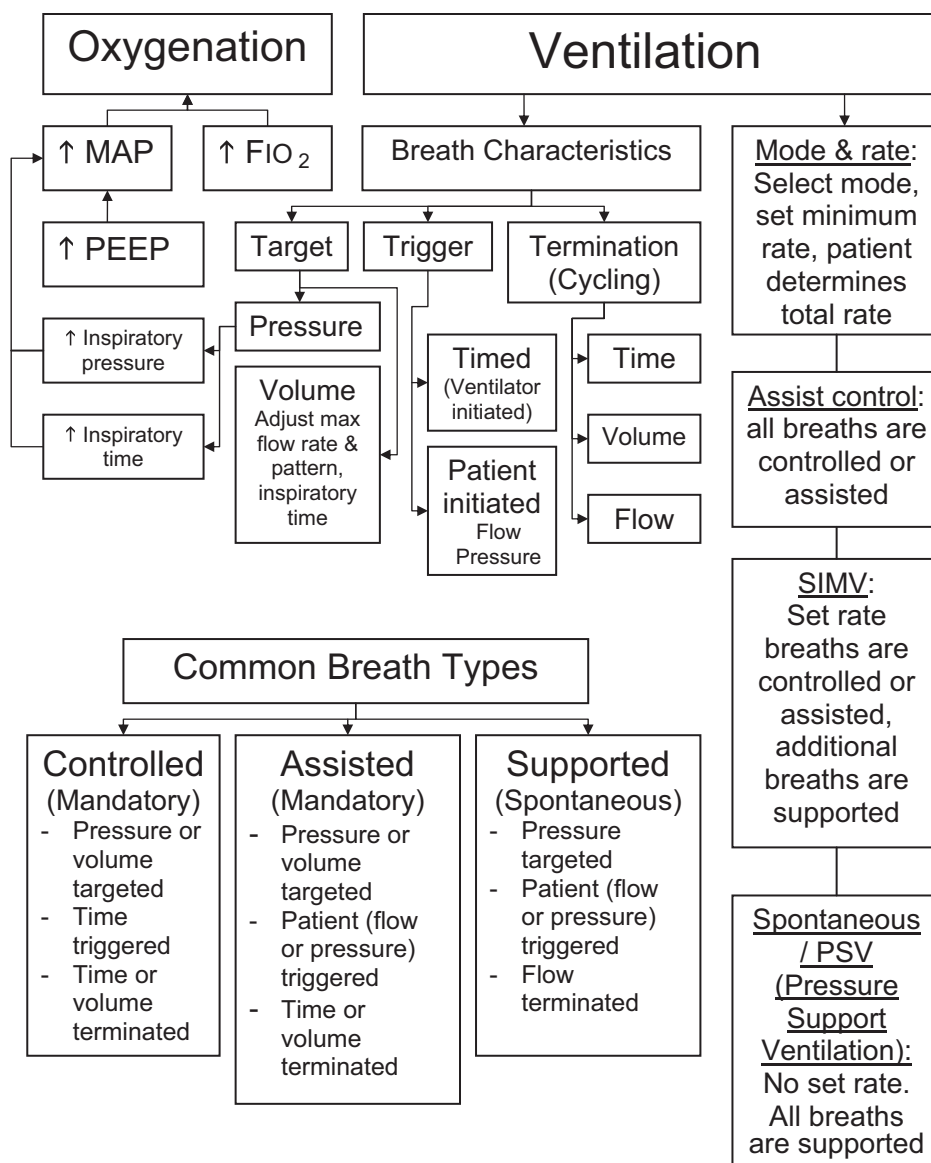 Oxygenation
Ventilation
↑ MAP
↑ FIO2
Breath Characteristics
↑ PEEP
Target
Trigger
Termination
(Cycling)
Pressure
↑ Inspiratory
pressure
↑ Inspiratory
time
Volume
Adjust max
flow rate &
pattern,
inspiratory
time
Timed
(Ventilator
initiated)
Patient
initiated
Flow
Pressure
Time
Volume
Flow
Mode & rate:
Select mode,
set minimum
rate, patient
determines
total rate
Assist control:
all breaths are
controlled or
assisted
SIMV:
Set rate
breaths are
controlled or
assisted,
additional
breaths are
supported
Spontaneous
/ PSV
(Pressure
Support
Ventilation):
No set rate.
All breaths
are supported
Common Breath Types
Controlled
(Mandatory)
- Pressure or
volume
targeted
- Time
triggered
- Time or
volume
terminated
Assisted
(Mandatory)
- Pressure or
volume
targeted
- Patient (flow
or pressure)
triggered
- Time or
volume
terminated
Supported
(Spontaneous)
- Pressure
targeted
- Patient (flow
or pressure)
triggered
- Flow
terminated